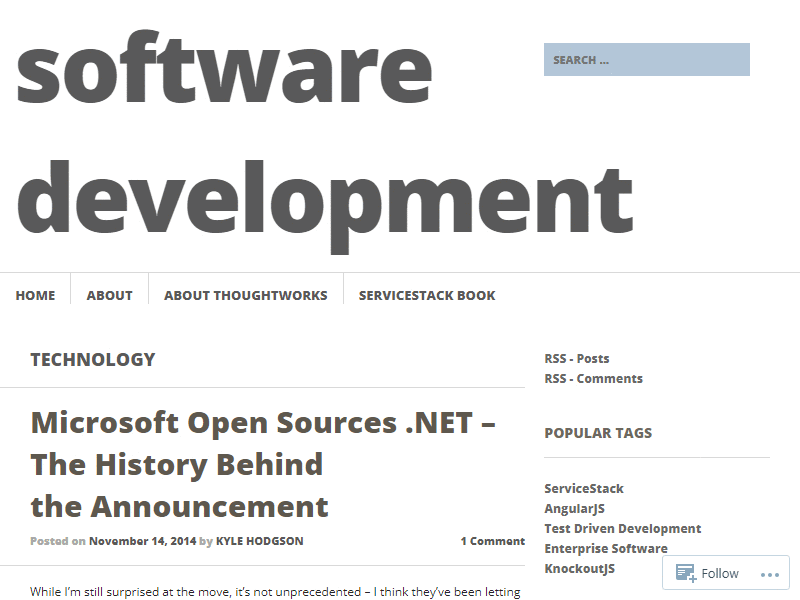 software
development
SEARCH ...
HOME
ABOUT
ABOUT THOUGHTWORKS
SERVICESTACK BOOK
TECHNOLOGY
Microsoft Open Sources .NET –
The History Behind
the Announcement
Posted on November 14, 2014 by KYLE HODGSON
1 Comment
While I’m still surprised at the move, it’s not unprecedented – I think they’ve been letting
RSS - Posts
RSS - Comments
POPULAR TAGS
ServiceStack
AngularJS
Test Driven Development
Enterprise Software
KnockoutJS
Follow